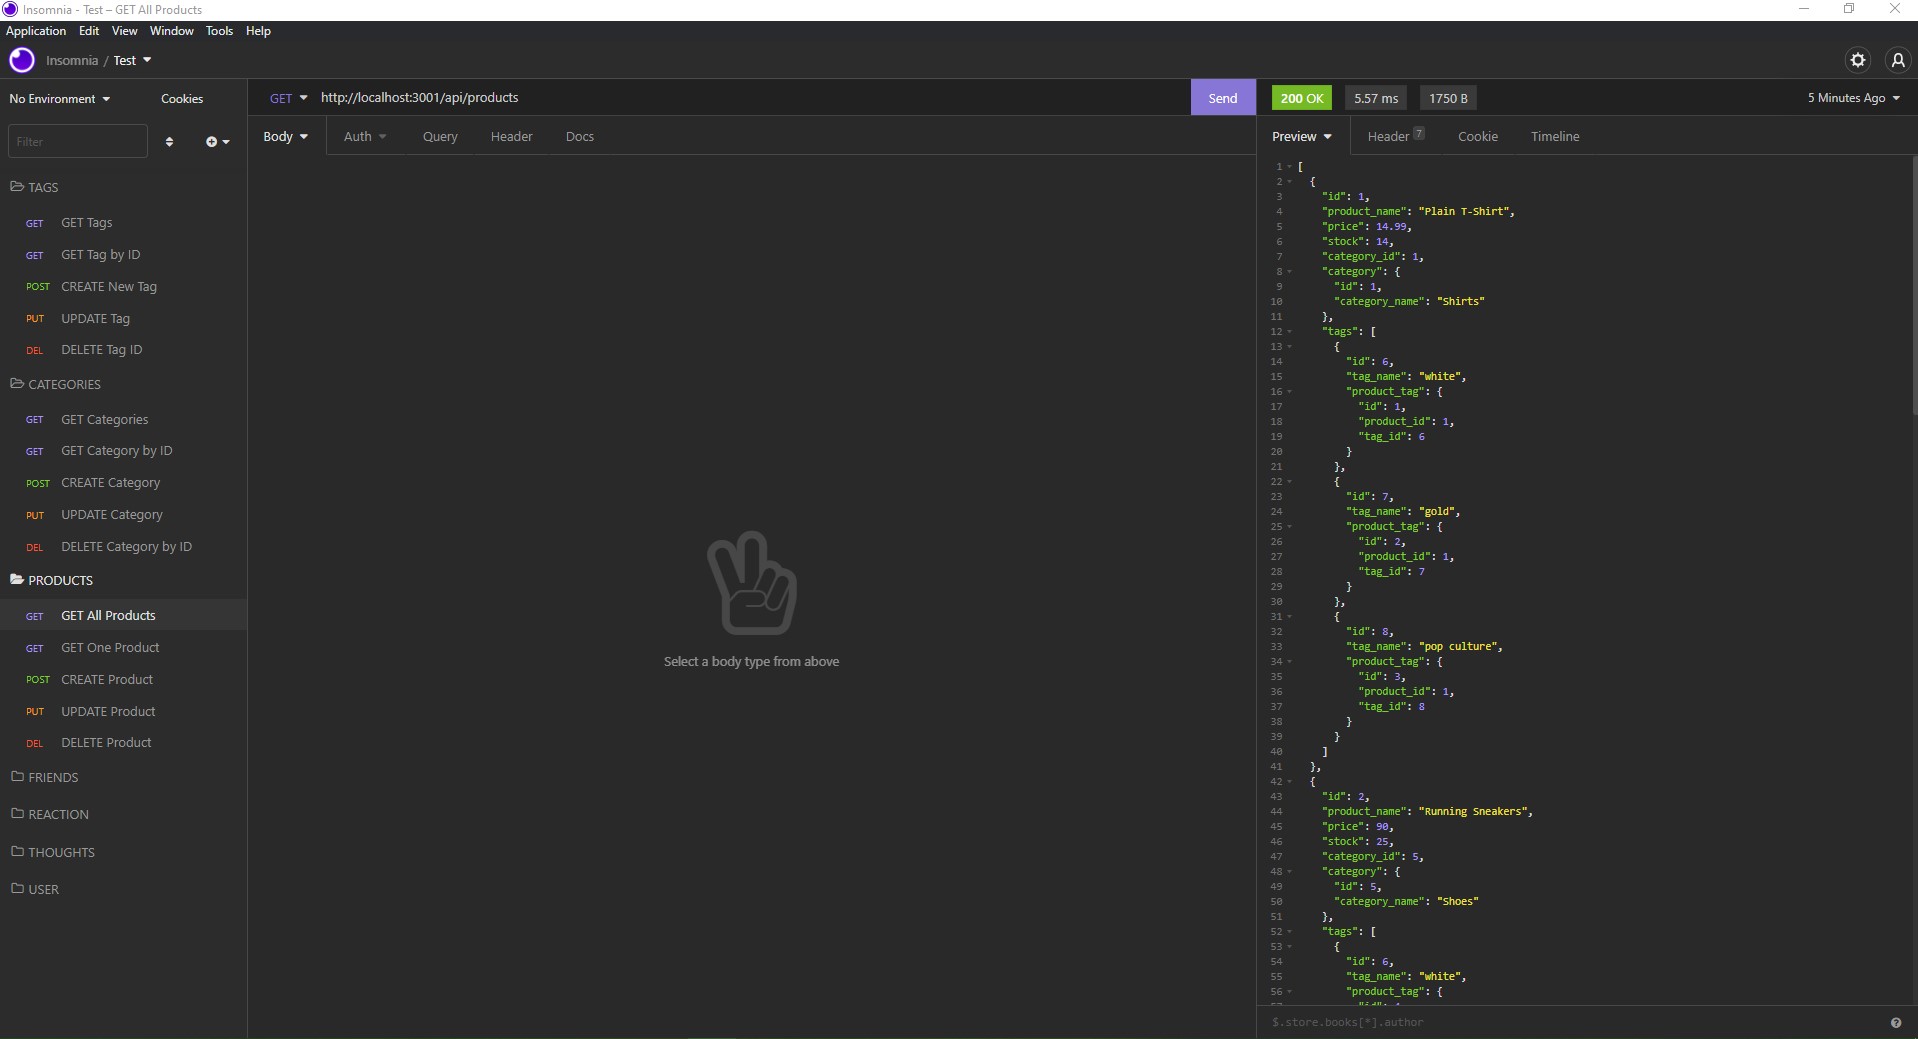 Insomnia - Test – GET All Products
Application Edit View Window Tools Help
Insomnia / Test
No Environment Cookies
Filter
TAGS
GET GET Tags
GET GET Tag by ID
POST CREATE New Tag
PUT UPDATE Tag
DEL DELETE Tag ID
CATEGORIES
GET GET Categories
GET GET Category by ID
POST CREATE Category
PUT UPDATE Category
DEL DELETE Category by ID
PRODUCTS
GET GET All Products
GET GET One Product
POST CREATE Product
PUT UPDATE Product
DEL DELETE Product
FRIENDS
REACTION
THOUGHTS
USER
GET http://localhost:3001/api/products Send
Body Auth Query Header Docs
Select a body type from above
200 OK 5.57 ms 1750 B 5 Minutes Ago
Preview Header 7 Cookie Timeline
1 [
2 {
3 "id": 1,
4 "product_name": "Plain T-Shirt",
5 "price": 14.99,
6 "stock": 14,
7 "category_id": 1,
8 "category": {
9 "id": 1,
10 "category_name": "Shirts"
11 },
12 "tags": [
13 {
14 "id": 6,
15 "tag_name": "white",
16 "product_tag": {
17 "id": 1,
18 "product_id": 1,
19 "tag_id": 6
20 }
21 },
22 {
23 "id": 7,
24 "tag_name": "gold",
25 "product_tag": {
26 "id": 2,
27 "product_id": 1,
28 "tag_id": 7
29 }
30 },
31 {
32 "id": 8,
33 "tag_name": "pop culture",
34 "product_tag": {
35 "id": 3,
36 "product_id": 1,
37 "tag_id": 8
38 }
39 }
40 ]
41 },
42 {
43 "id": 2,
44 "product_name": "Running Sneakers",
45 "price": 90,
46 "stock": 25,
47 "category_id": 5,
48 "category": {
49 "id": 5,
50 "category_name": "Shoes"
51 },
52 "tags": [
53 {
54 "id": 6,
55 "tag_name": "white",
56 "product_tag": {
$.store.books[*].author